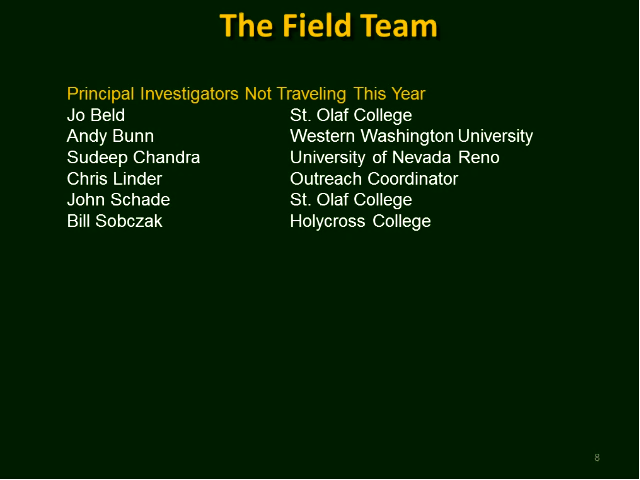 The Field Team
Principal Investigators Not Traveling This Year
Jo Beld St. Olaf College
Andy Bunn Western Washington University
Sudeep Chandra University of Nevada Reno
Chris Linder Outreach Coordinator
John Schade St. Olaf College
Bill Sobczak Holycross College
8